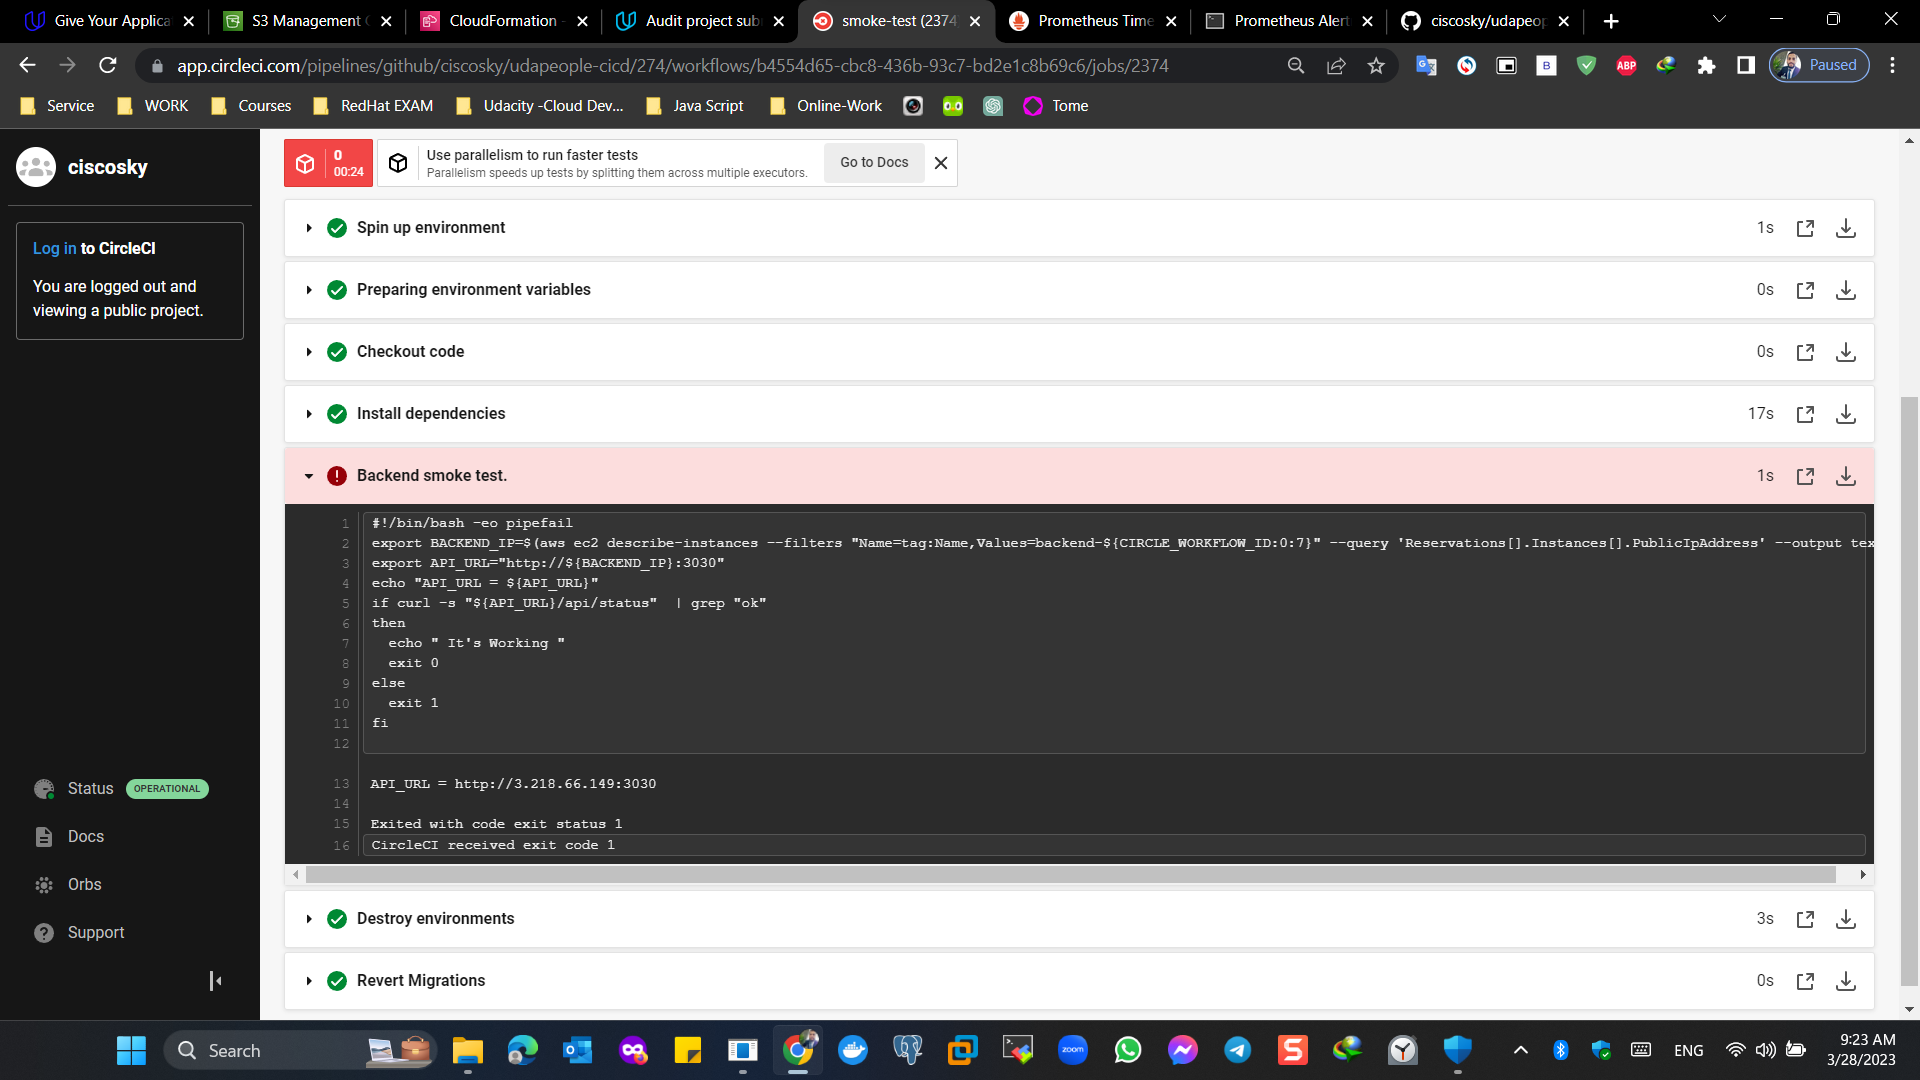 Give Your Applica
S3 Management C
CloudFormation -
Audit project sub
smoke-test (2374
Prometheus Time
Prometheus Alert
ciscosky/udapeop
app.circleci.com/pipelines/github/ciscosky/udapeople-cicd/274/workflows/b4554d65-cbc8-436b-93c7-bd2e1c8b69c6/jobs/2374
B
ABP
Paused
Service
WORK
Courses
RedHat EXAM
Udacity -Cloud Dev...
Java Script
Online-Work
Tome
ciscosky
Log in to CircleCI
You are logged out and
viewing a public project.
Status OPERATIONAL
Docs
Orbs
Support
0
00:24
Use parallelism to run faster tests
Parallelism speeds up tests by splitting them across multiple executors.
Go to Docs
Spin up environment 1s
Preparing environment variables 0s
Checkout code 0s
Install dependencies 17s
Backend smoke test. 1s
1 #!/bin/bash -eo pipefail
2 export BACKEND_IP=$(aws ec2 describe-instances --filters "Name=tag:Name,Values=backend-${CIRCLE_WORKFLOW_ID:0:7}" --query 'Reservations[].Instances[].PublicIpAddress' --output tex
3 export API_URL="http://${BACKEND_IP}:3030"
4 echo "API_URL = ${API_URL}"
5 if curl -s "${API_URL}/api/status"  | grep "ok"
6 then
7   echo " It's Working "
8   exit 0
9 else
10   exit 1
11 fi
12
13 API_URL = http://3.218.66.149:3030
14
15 Exited with code exit status 1
16 CircleCI received exit code 1
Destroy environments 3s
Revert Migrations 0s
Search
zoom
S
ENG
9:23 AM
3/28/2023